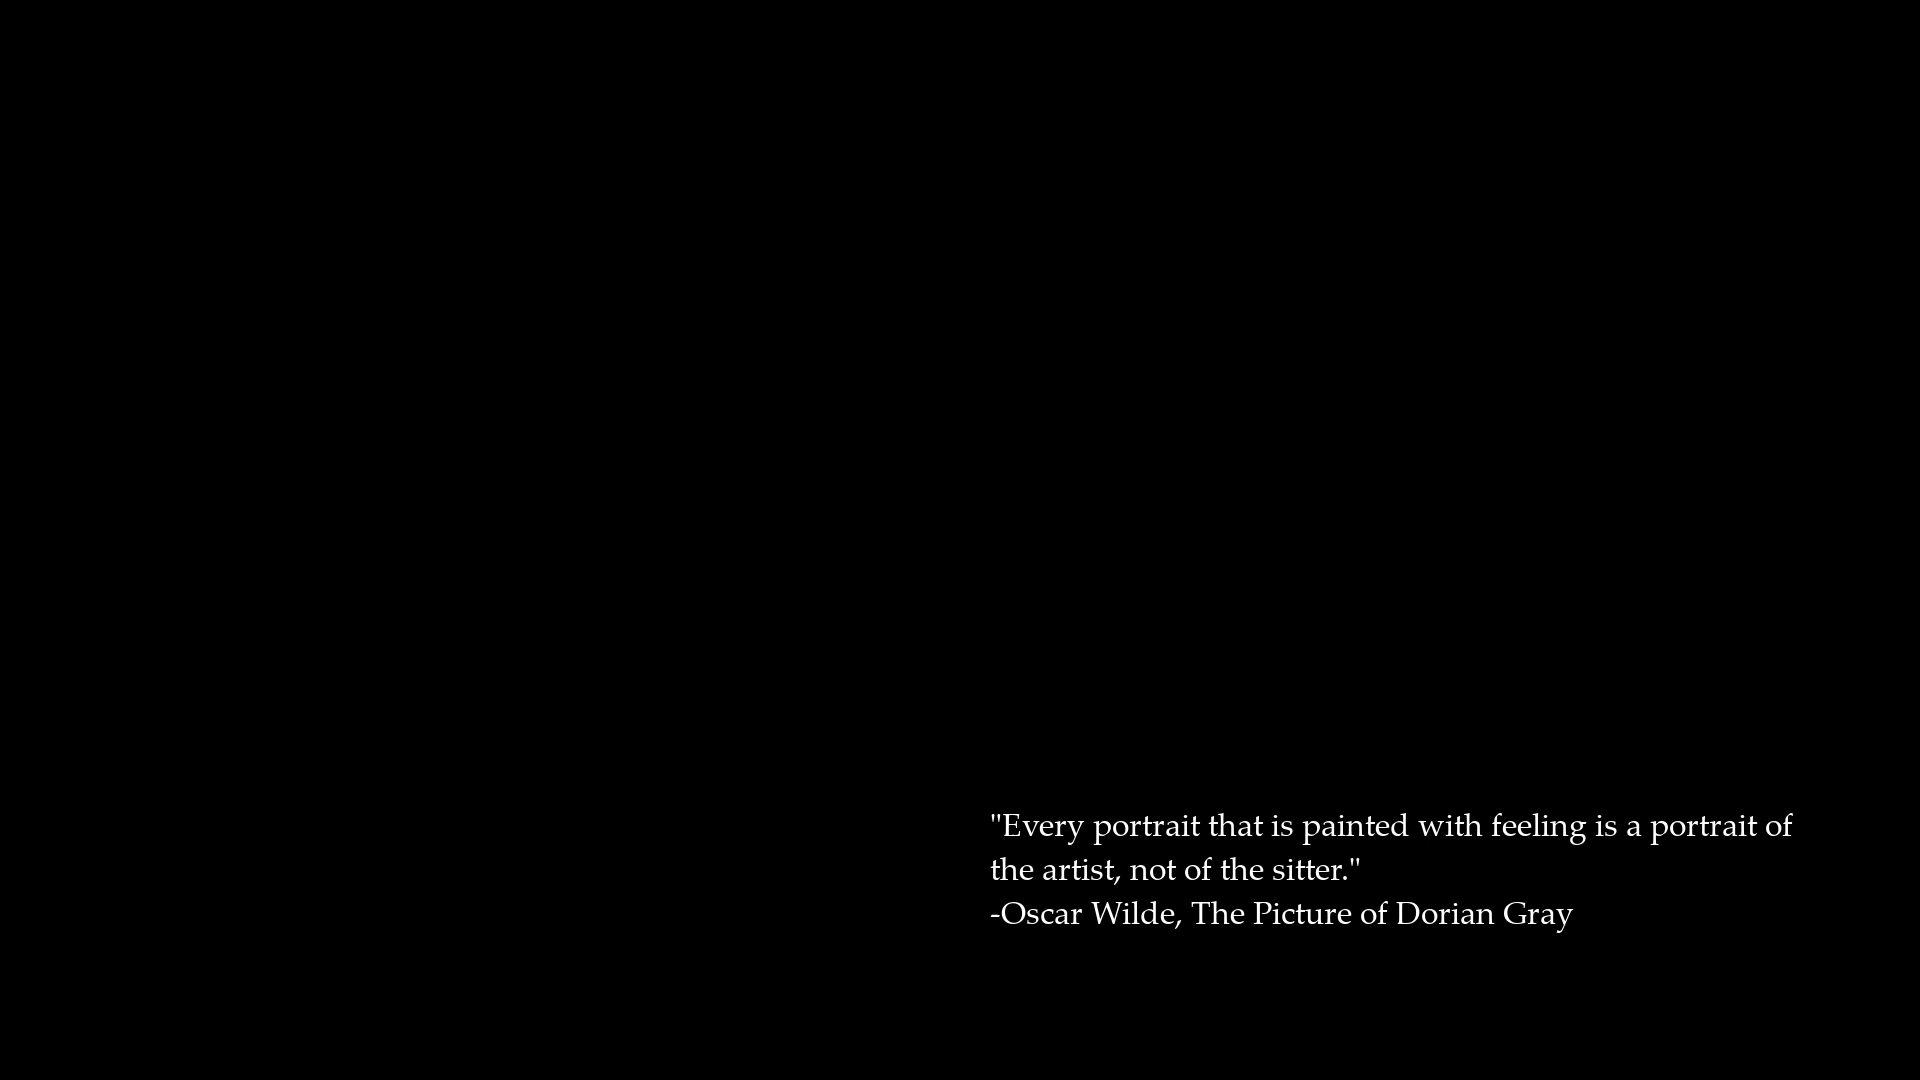 "Every portrait that is painted with feeling is a portrait of
the artist, not of the sitter."
-Oscar Wilde, The Picture of Dorian Gray